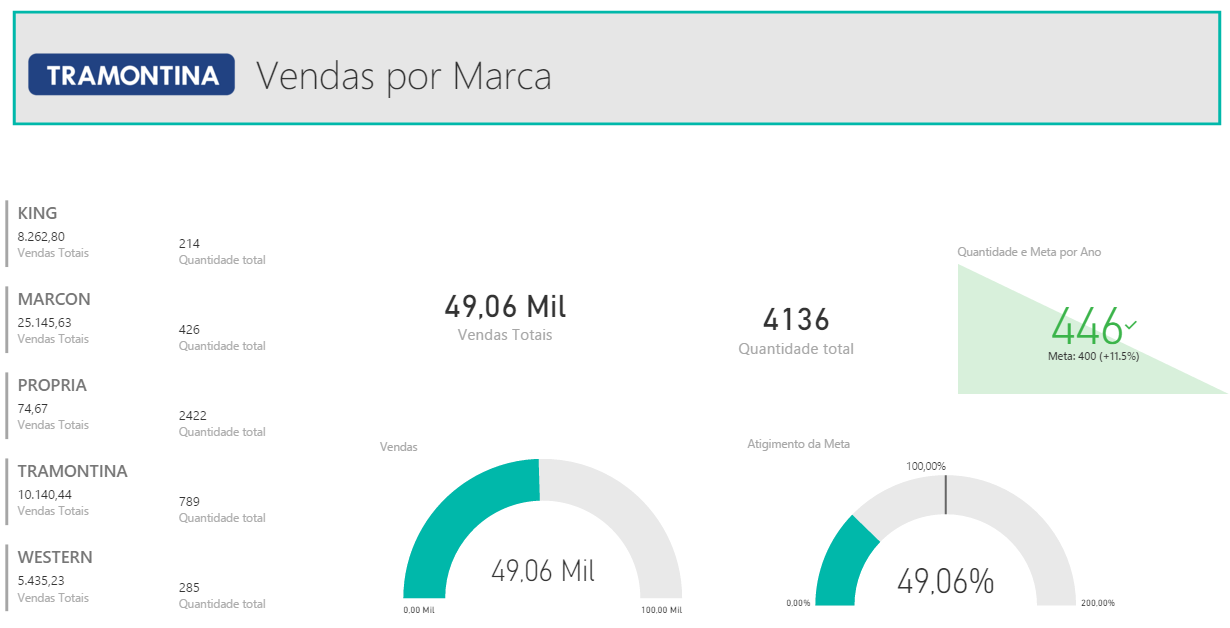 TRAMONTINA Vendas por Marca
KING
8.262,80
Vendas Totais
214
Quantidade total
MARCON
25.145,63
Vendas Totais
426
Quantidade total
PROPRIA
74,67
Vendas Totais
2422
Quantidade total
TRAMONTINA
10.140,44
Vendas Totais
789
Quantidade total
WESTERN
5.435,23
Vendas Totais
285
Quantidade total
49,06 Mil
Vendas Totais
4136
Quantidade total
Quantidade e Meta por Ano
446
Meta: 400 (+11.5%)
Vendas
49,06 Mil
0,00 Mil
100,00 Mil
Atigimento da Meta
100,00%
49,06%
0,00%
200,00%